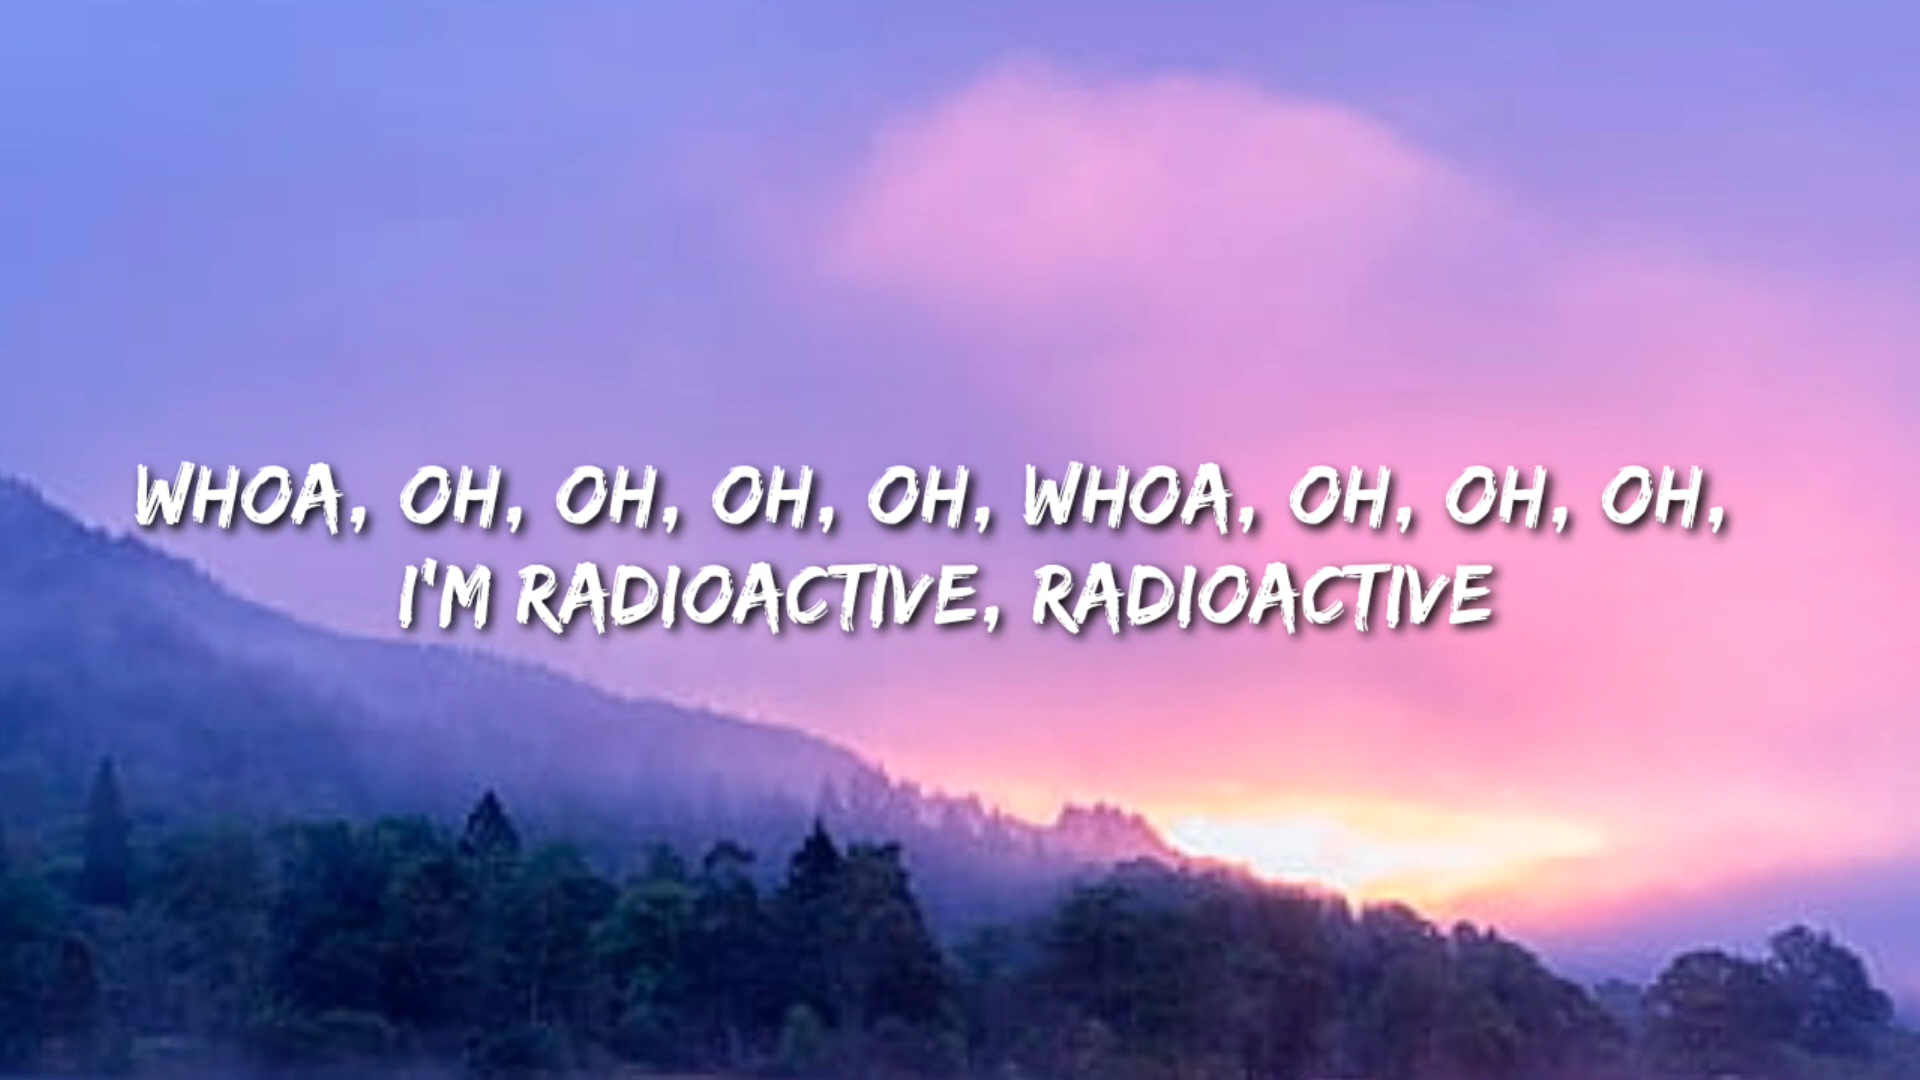 WHOA, OH, OH, OH, OH, WHOA, OH, OH, OH,
I'M RADIOACTIVE, RADIOACTIVE